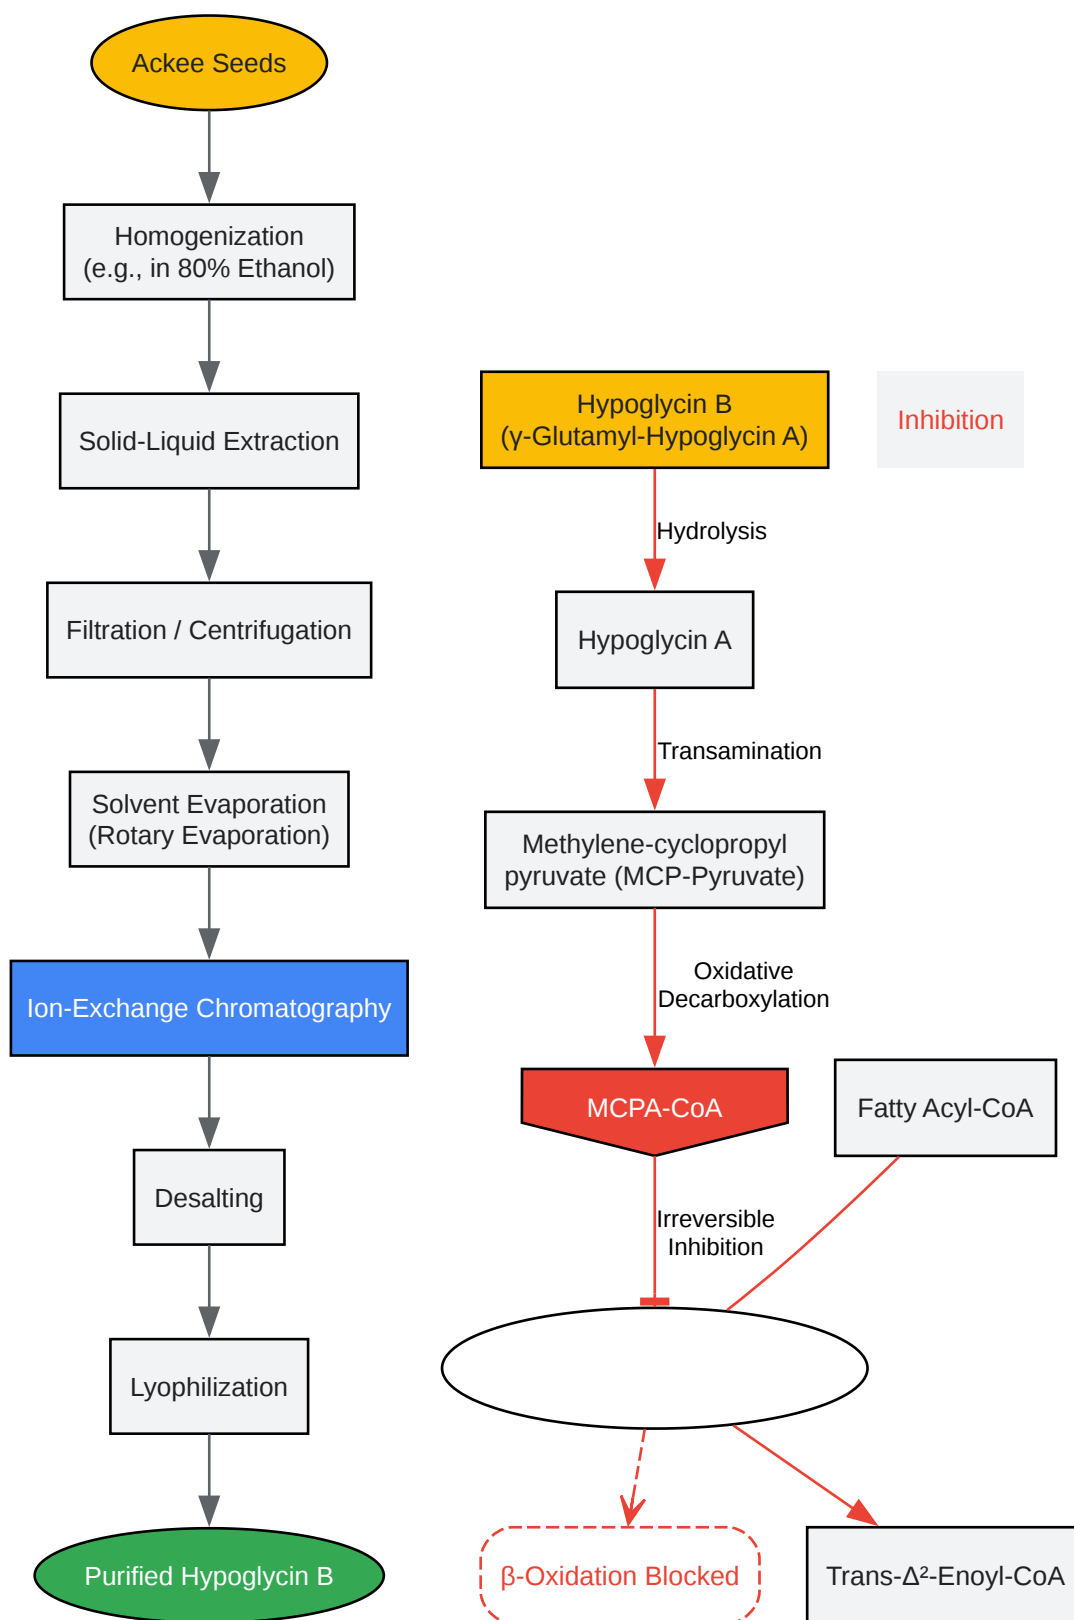 Ackee Seeds
Homogenization
(e.g., in 80% Ethanol)
Solid-Liquid Extraction
Filtration / Centrifugation
Solvent Evaporation
(Rotary Evaporation)
Ion-Exchange Chromatography
Desalting
Lyophilization
Purified Hypoglycin B
Hypoglycin B
(γ-Glutamyl-Hypoglycin A)
Inhibition
Hydrolysis
Hypoglycin A
Transamination
Methylene-cyclopropyl
pyruvate (MCP-Pyruvate)
Oxidative
Decarboxylation
MCPA-CoA
Fatty Acyl-CoA
Irreversible
Inhibition
β-Oxidation Blocked
Trans-Δ²-Enoyl-CoA